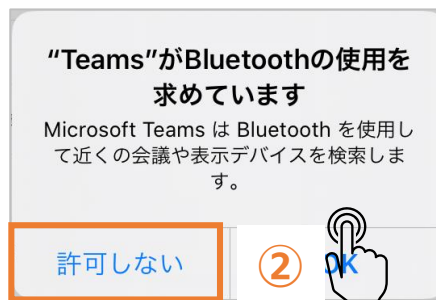 “Teams”がBluetoothの使用を
求めています
Microsoft Teams は Bluetooth を使用し
て近くの会議や表示デバイスを検索しま
す。
許可しない
②
OK